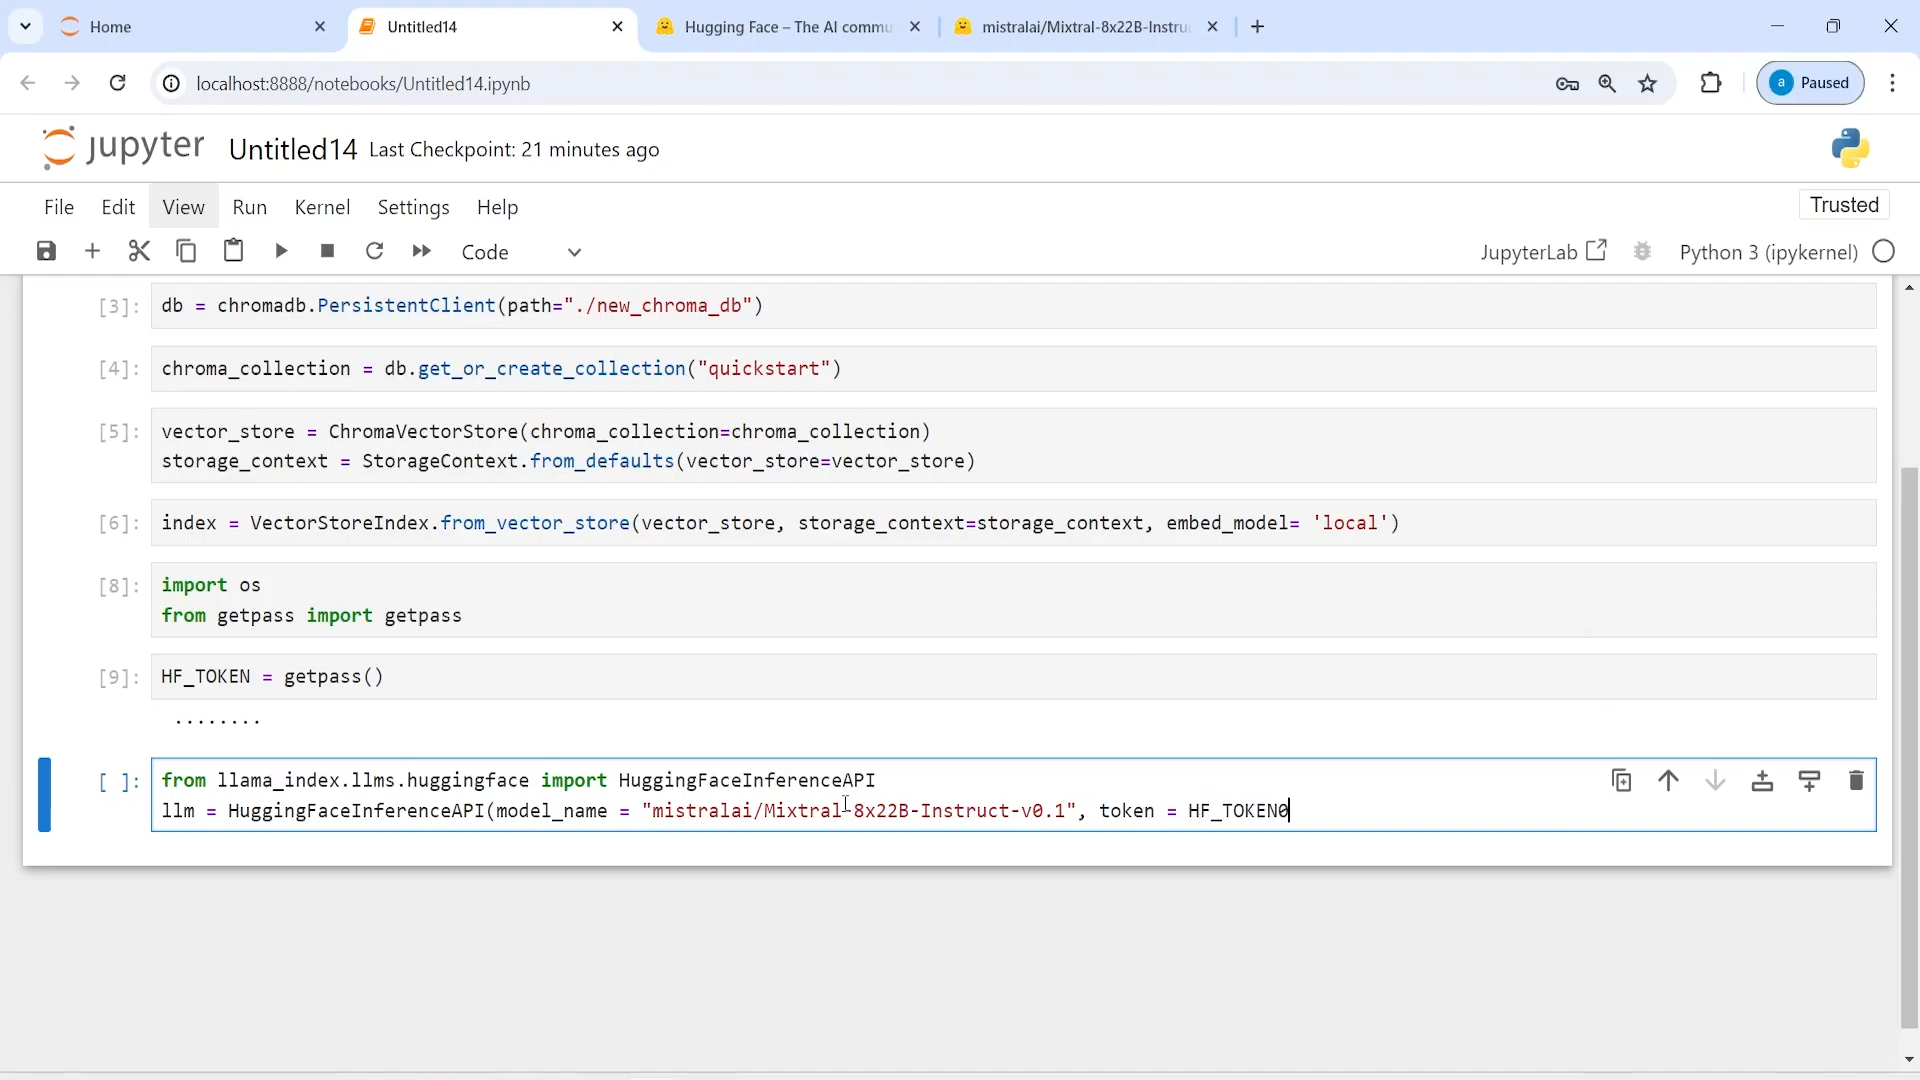 Home
Untitled14
Hugging Face – The AI commu
mistralai/Mixtral-8x22B-Instruc
localhost:8888/notebooks/Untitled14.ipynb
a Paused
jupyter Untitled14 Last Checkpoint: 21 minutes ago
File Edit View Run Kernel Settings Help
Trusted
Code
JupyterLab
Python 3 (ipykernel)
[3]: db = chromadb.PersistentClient(path="./new_chroma_db")
[4]: chroma_collection = db.get_or_create_collection("quickstart")
[5]: vector_store = ChromaVectorStore(chroma_collection=chroma_collection)
storage_context = StorageContext.from_defaults(vector_store=vector_store)
[6]: index = VectorStoreIndex.from_vector_store(vector_store, storage_context=storage_context, embed_model= 'local')
[8]: import os
from getpass import getpass
[9]: HF_TOKEN = getpass()
········
[ ]: from llama_index.llms.huggingface import HuggingFaceInferenceAPI
llm = HuggingFaceInferenceAPI(model_name = "mistralai/Mixtral-8x22B-Instruct-v0.1", token = HF_TOKEN0